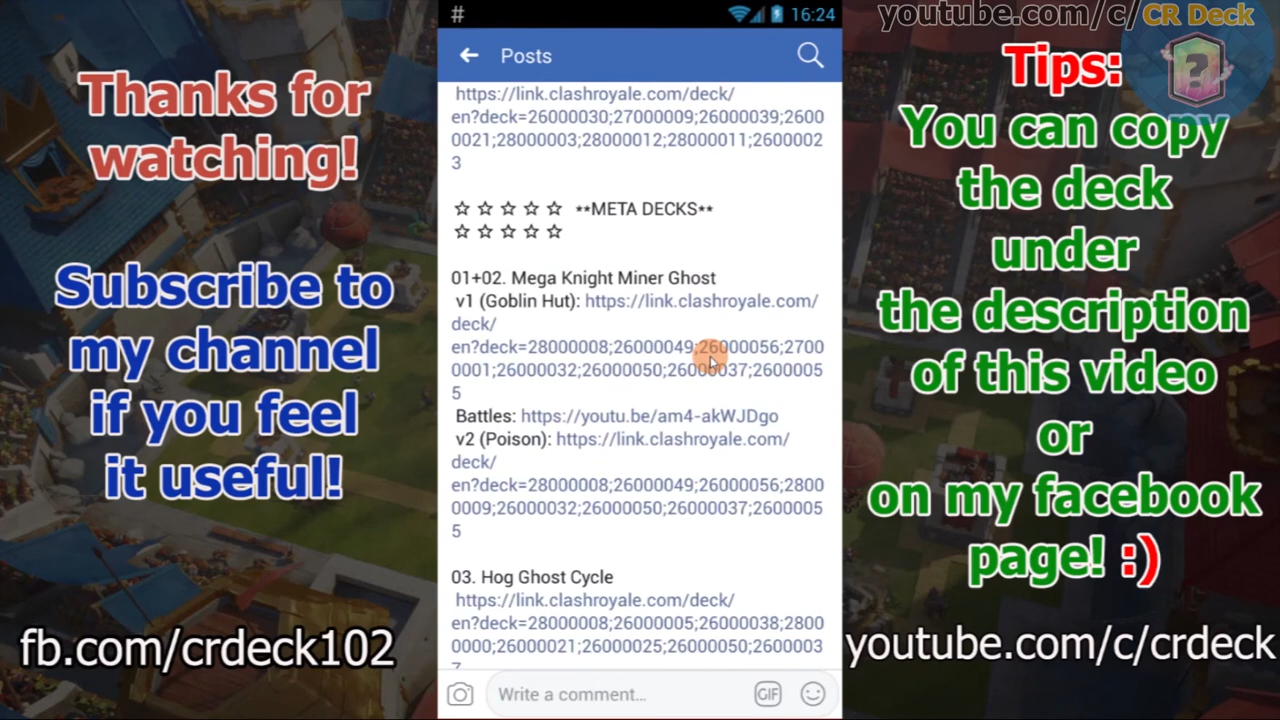 Thanks for
watching!
Subscribe to
my channel
if you feel
it useful!
fb.com/crdeck102
# 16:24
Posts
https://link.clashroyale.com/deck/
en?deck=26000030;27000009;26000039;2600
0021;28000003;28000012;28000011;2600002
3
☆ ☆ ☆ ☆ ☆ **META DECKS**
☆ ☆ ☆ ☆ ☆
01+02. Mega Knight Miner Ghost
v1 (Goblin Hut): https://link.clashroyale.com/
deck/
en?deck=28000008;26000049;26000056;2700
0001;26000032;26000050;26000037;2600005
5
Battles: https://youtu.be/am4-akWJDgo
v2 (Poison): https://link.clashroyale.com/
deck/
en?deck=28000008;26000049;26000056;2800
0009;26000032;26000050;26000037;2600005
5
03. Hog Ghost Cycle
https://link.clashroyale.com/deck/
en?deck=28000008;26000005;26000038;2800
0000;26000021;26000025;26000050;2600003
7
Write a comment...
GIF
youtube.com/c/CR Deck
?
Tips:
You can copy
the deck
under
the description
of this video
or
on my facebook
page! :)
youtube.com/c/crdeck